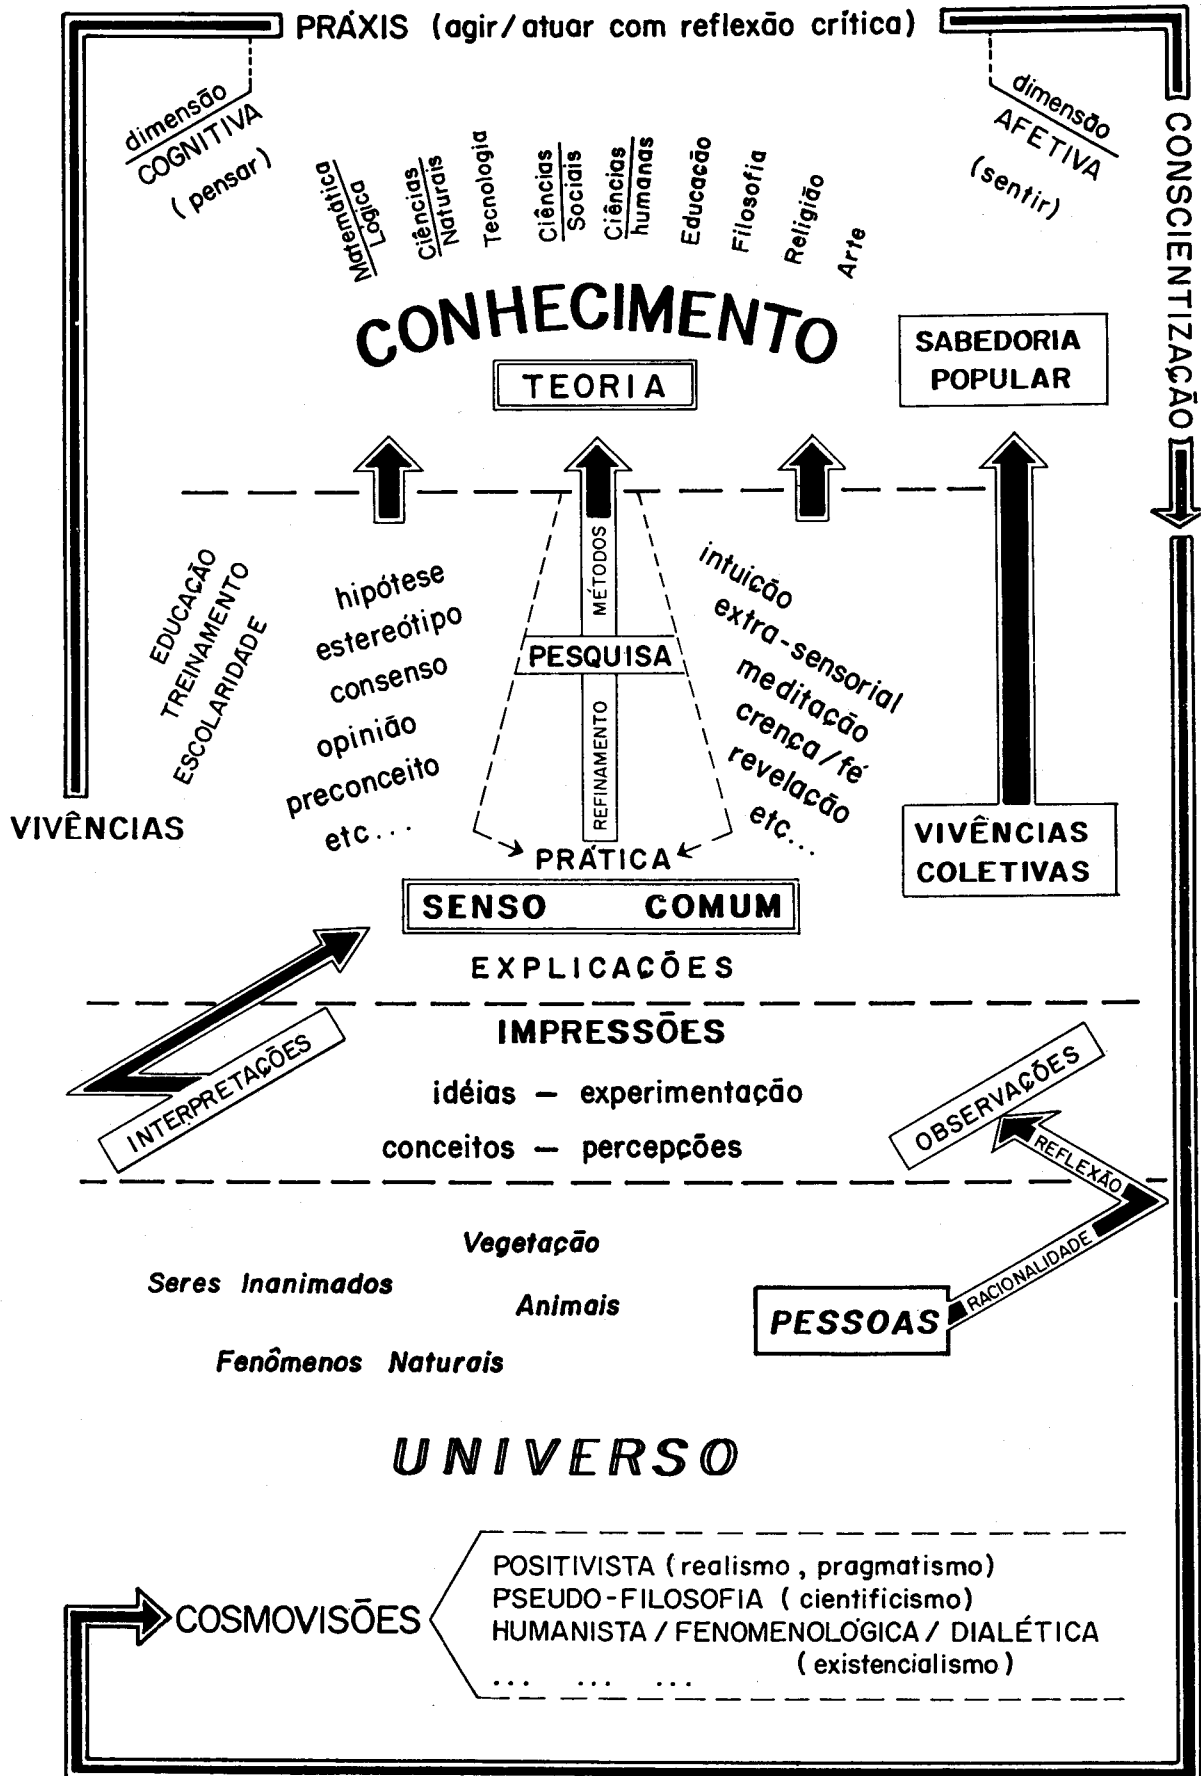 PRÁXIS (agir/atuar com reflexão crítica)
dimensão
COGNITIVA
(pensar)
Matemática
Lógica
Ciências
Naturais
Tecnologia
Ciências
Sociais
Ciências
humanas
Educação
Filosofia
Religião
Arte
dimensão
AFETIVA
(sentir)
CONSCIENTIZAÇÃO
CONHECIMENTO
TEORIA
SABEDORIA
POPULAR
EDUCAÇÃO
TREINAMENTO
ESCOLARIDADE
hipótese
estereótipo
consenso
opinião
preconceito
etc...
MÉTODOS
PESQUISA
REFINAMENTO
intuição
extra-sensorial
meditação
crença/fé
revelação
etc...
VIVÊNCIAS
VIVÊNCIAS
COLETIVAS
PRÁTICA
SENSO COMUM
EXPLICAÇÕES
IMPRESSÕES
INTERPRETAÇÕES
idéias — experimentação
conceitos — percepções
OBSERVAÇÕES
REFLEXÃO
RACIONALIDADE
Vegetação
Seres Inanimados
Animais
PESSOAS
Fenômenos Naturais
UNIVERSO
COSMOVISÕES
POSITIVISTA (realismo, pragmatismo)
PSEUDO-FILOSOFIA (cientificismo)
HUMANISTA/FENOMENOLÓGICA/DIALÉTICA
(existencialismo)
... ... ...